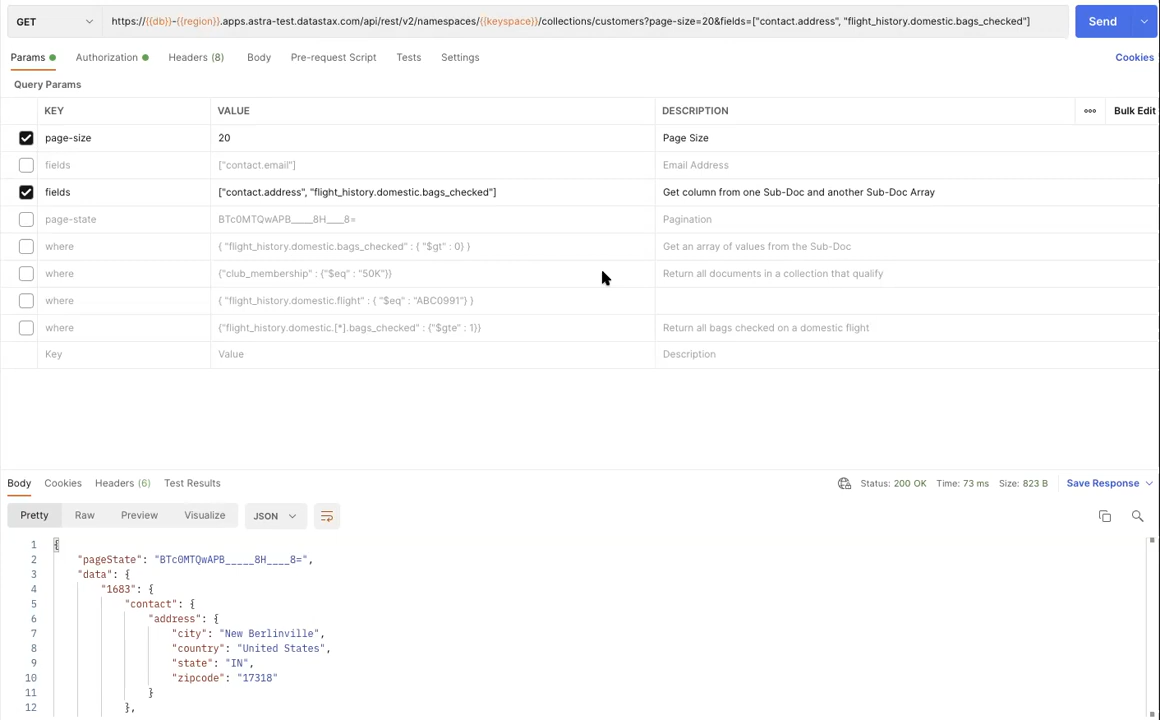 GET https://{{db}}-{{region}}.apps.astra-test.datastax.com/api/rest/v2/namespaces/{{keyspace}}/collections/customers?page-size=20&fields=["contact.address", "flight_history.domestic.bags_checked"] Send
Params Authorization Headers (8) Body Pre-request Script Tests Settings Cookies
Query Params
KEY VALUE DESCRIPTION ooo Bulk Edit
page-size 20 Page Size
fields ["contact.email"] Email Address
fields ["contact.address", "flight_history.domestic.bags_checked"] Get column from one Sub-Doc and another Sub-Doc Array
page-state BTc0MTQwAPB_____8H____8= Pagination
where { "flight_history.domestic.bags_checked" : { "$gt" : 0} } Get an array of values from the Sub-Doc
where {"club_membership" : {"$eq" : "50K"}} Return all documents in a collection that qualify
where { "flight_history.domestic.flight" : { "$eq" : "ABC0991"} }
where {"flight_history.domestic.[*].bags_checked" : {"$gte" : 1}} Return all bags checked on a domestic flight
Key Value Description
Body Cookies Headers (6) Test Results Status: 200 OK Time: 73 ms Size: 823 B Save Response
Pretty Raw Preview Visualize JSON
1 {
2 "pageState": "BTc0MTQwAPB_____8H____8=",
3 "data": {
4 "1683": {
5 "contact": {
6 "address": {
7 "city": "New Berlinville",
8 "country": "United States",
9 "state": "IN",
10 "zipcode": "17318"
11 }
12 },